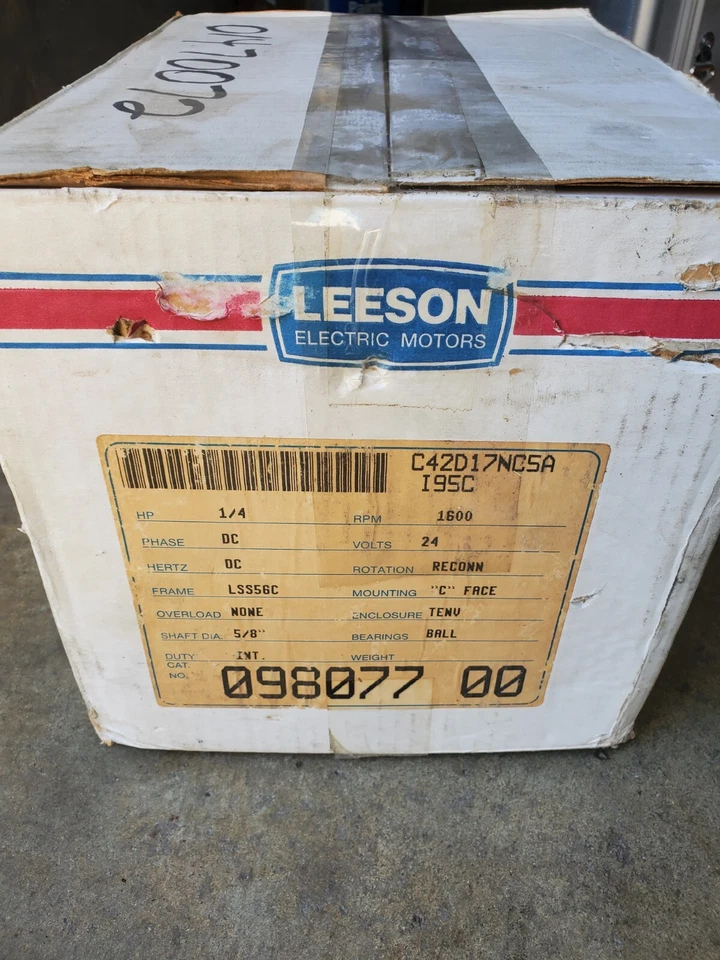 0470072
LEESON
ELECTRIC MOTORS
C42D17NC5A
I95C
HP 1/4 RPM 1600
PHASE DC VOLTS 24
HERTZ DC ROTATION RECONN
FRAME LSS56C MOUNTING "C" FACE
OVERLOAD NONE ENCLOSURE TENV
SHAFT DIA. 5/8" BEARINGS BALL
DUTY INT. WEIGHT
CAT.
NO. 098077 00